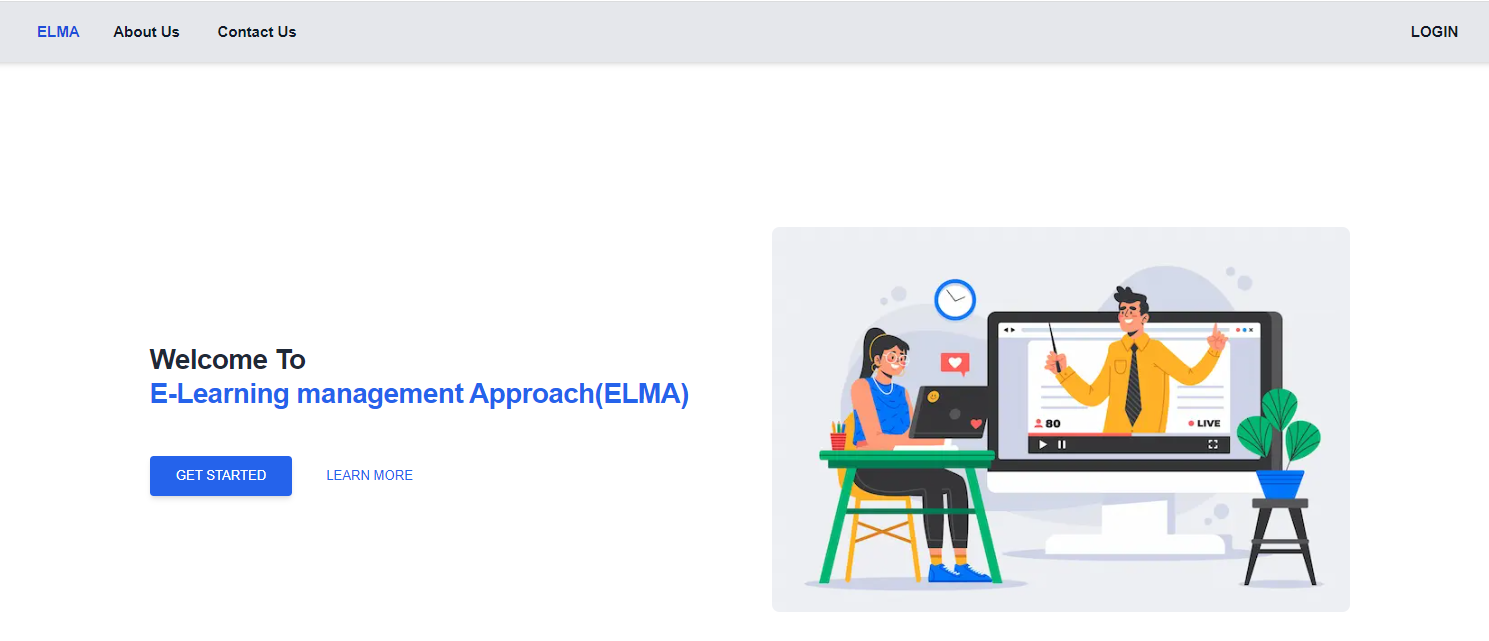 ELMA About Us Contact Us LOGIN
Welcome To
E-Learning management Approach(ELMA)
GET STARTED LEARN MORE
80 LIVE